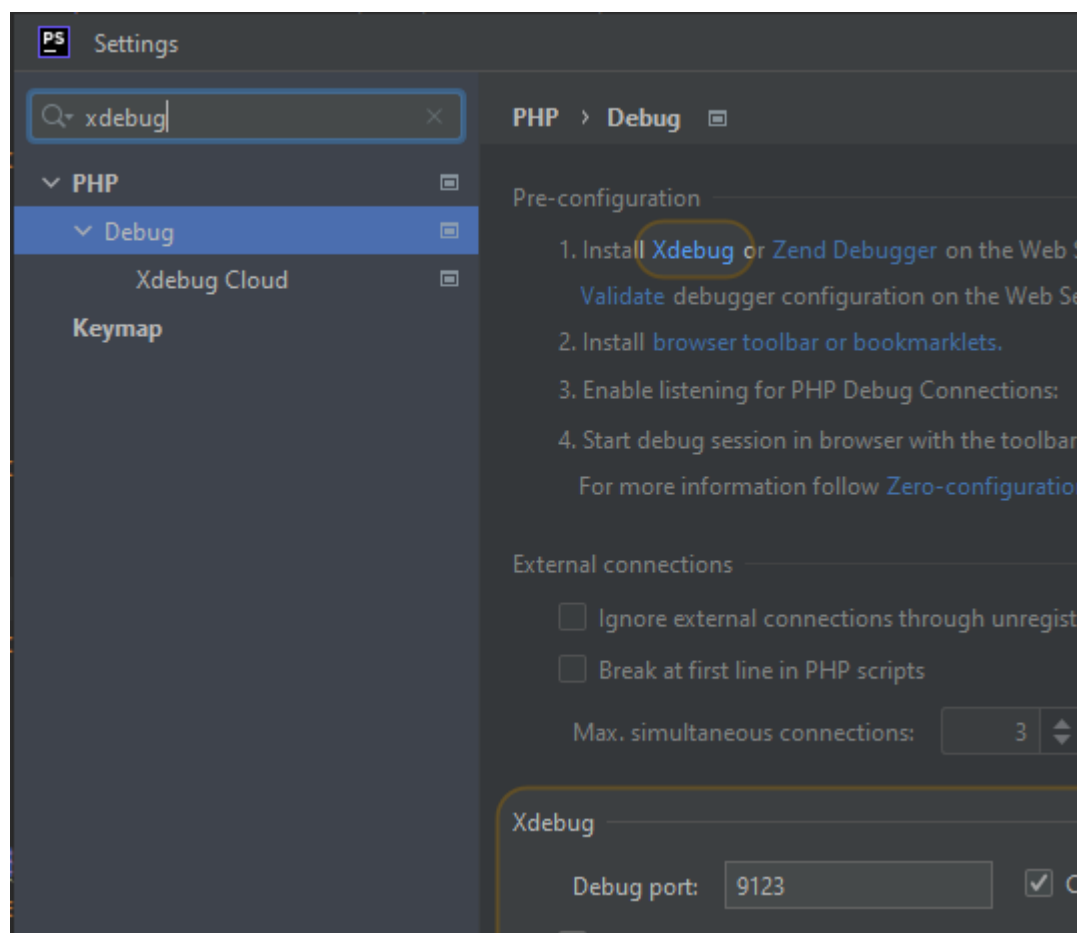 PS Settings
xdebug
PHP
Debug
Xdebug Cloud
Keymap
PHP › Debug
Pre-configuration
1. Install Xdebug or Zend Debugger on the Web
Validate debugger configuration on the Web Se
2. Install browser toolbar or bookmarklets.
3. Enable listening for PHP Debug Connections:
4. Start debug session in browser with the toolbar
For more information follow Zero-configuratio
External connections
Ignore external connections through unregist
Break at first line in PHP scripts
Max. simultaneous connections: 3
Xdebug
Debug port: 9123